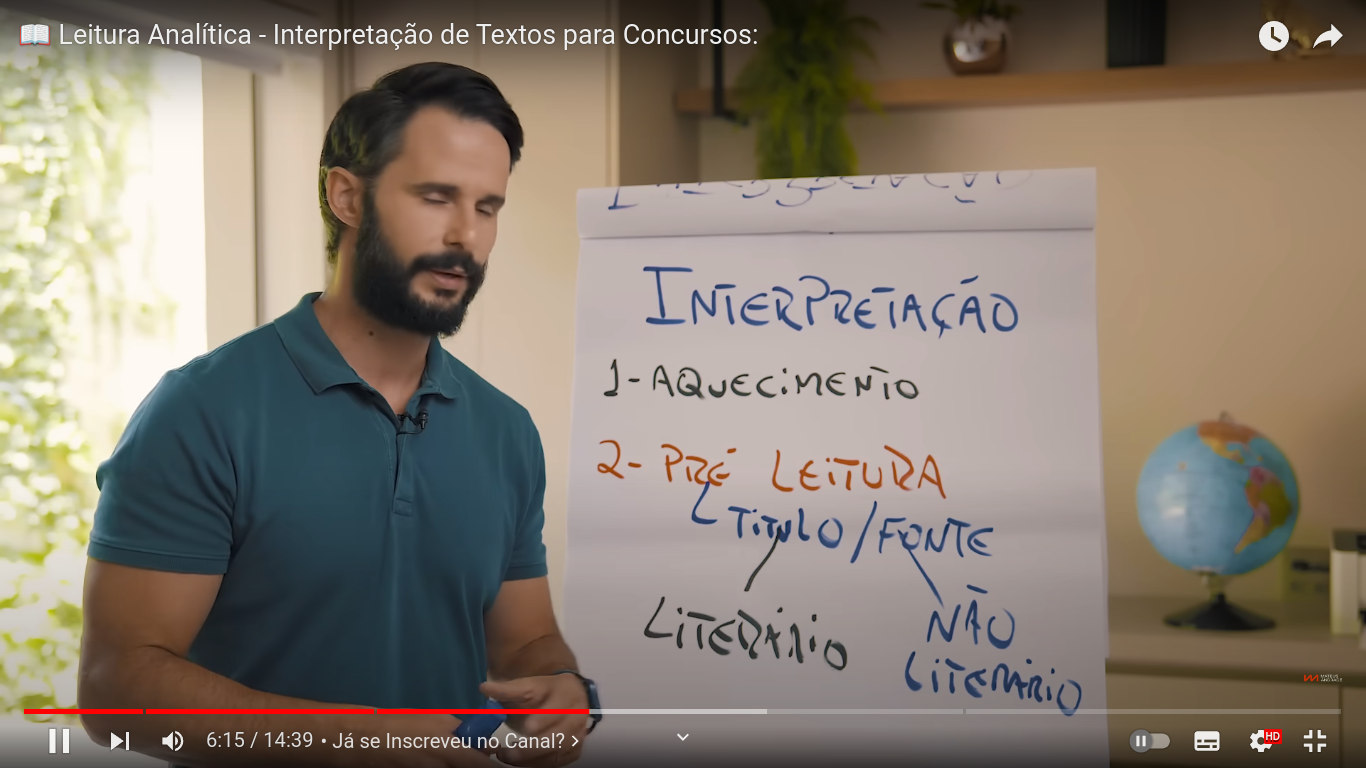 📖 Leitura Analítica - Interpretação de Textos para Concursos:
INTERPRETAÇÃO
1- AQUECIMENTO
2- PRÉ LEITURA
TITULO / FONTE
LITERÁRIO
NÃO
LITERÁRIO
6:15 / 14:39 • Já se Inscreveu no Canal?
HD